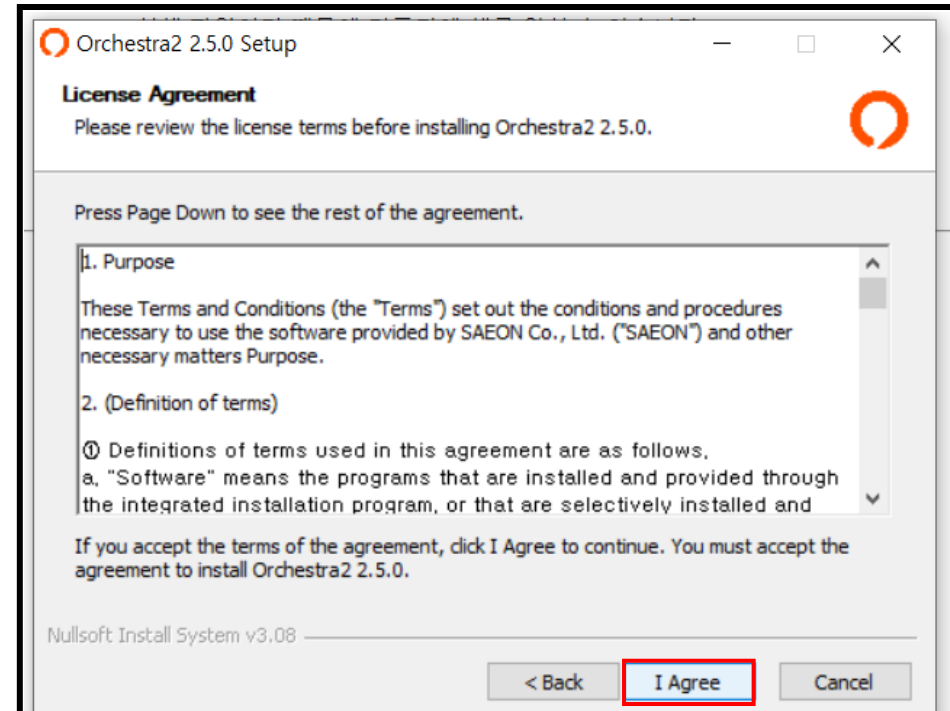 Orchestra2 2.5.0 Setup
License Agreement
Please review the license terms before installing Orchestra2 2.5.0.
Press Page Down to see the rest of the agreement.
1. Purpose
These Terms and Conditions (the "Terms") set out the conditions and procedures
necessary to use the software provided by SAEON Co., Ltd. ("SAEON") and other
necessary matters Purpose.
2. (Definition of terms)
① Definitions of terms used in this agreement are as follows,
a, "Software" means the programs that are installed and provided through
the integrated installation program, or that are selectively installed and
If you accept the terms of the agreement, click I Agree to continue. You must accept the
agreement to install Orchestra2 2.5.0.
Nullsoft Install System v3.08
< Back
I Agree
Cancel